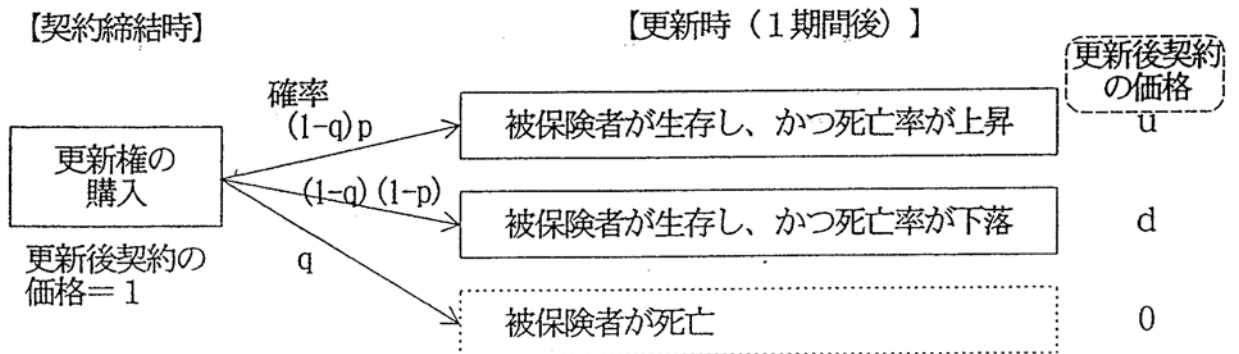 【契約締結時】
【更新時（1期間後）】
更新後契約
の価格
確率
(1-q)p
被保険者が生存し、かつ死亡率が上昇
u
更新権の
購入
(1-q)(1-p)
被保険者が生存し、かつ死亡率が下落
d
更新後契約の
価格＝1
q
被保険者が死亡
0